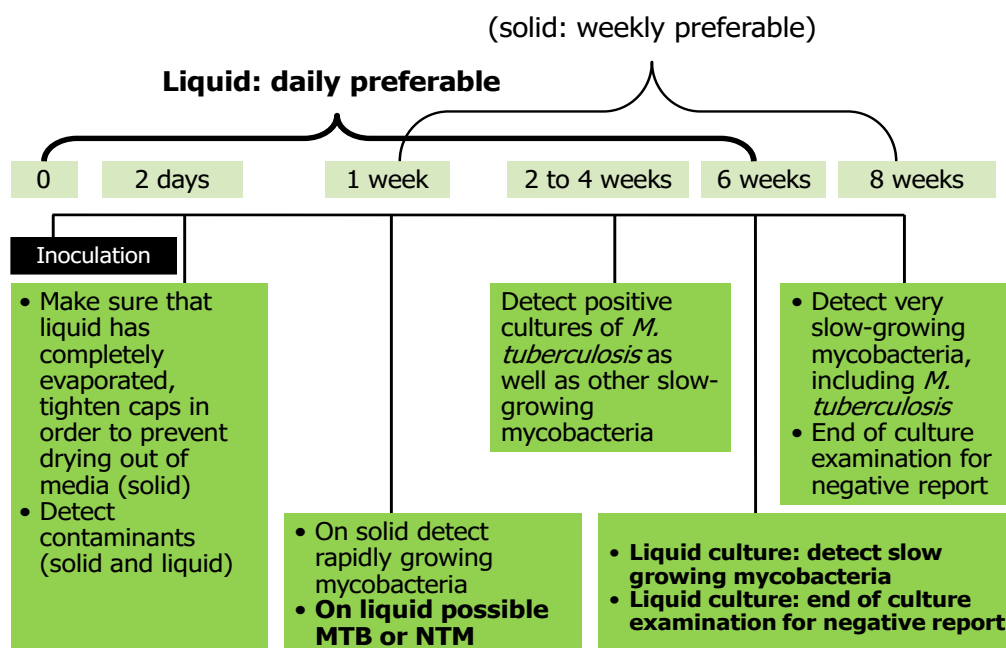 (solid: weekly preferable)
Liquid: daily preferable
0
2 days
1 week
2 to 4 weeks
6 weeks
8 weeks
Inoculation
• Make sure that
liquid has
completely
evaporated,
tighten caps in
order to prevent
drying out of
media (solid)
• Detect
contaminants
(solid and liquid)
• On solid detect
rapidly growing
mycobacteria
• On liquid possible
MTB or NTM
Detect positive
cultures of M.
tuberculosis as
well as other slow-
growing
mycobacteria
• Liquid culture: detect slow
growing mycobacteria
• Liquid culture: end of culture
examination for negative report
• Detect very
slow-growing
mycobacteria,
including M.
tuberculosis
• End of culture
examination for
negative report